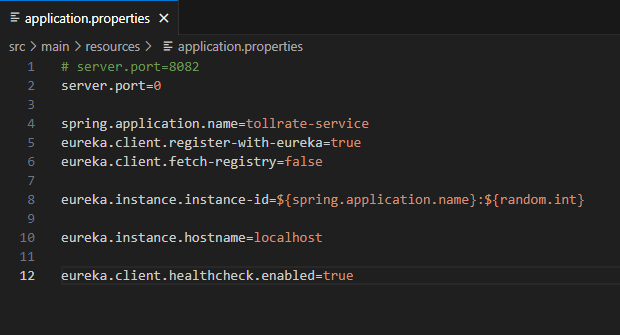 application.properties
src > main > resources > application.properties
1 # server.port=8082
2 server.port=0
3
4 spring.application.name=tollrate-service
5 eureka.client.register-with-eureka=true
6 eureka.client.fetch-registry=false
7
8 eureka.instance.instance-id=${spring.application.name}:${random.int}
9
10 eureka.instance.hostname=localhost
11
12 eureka.client.healthcheck.enabled=true